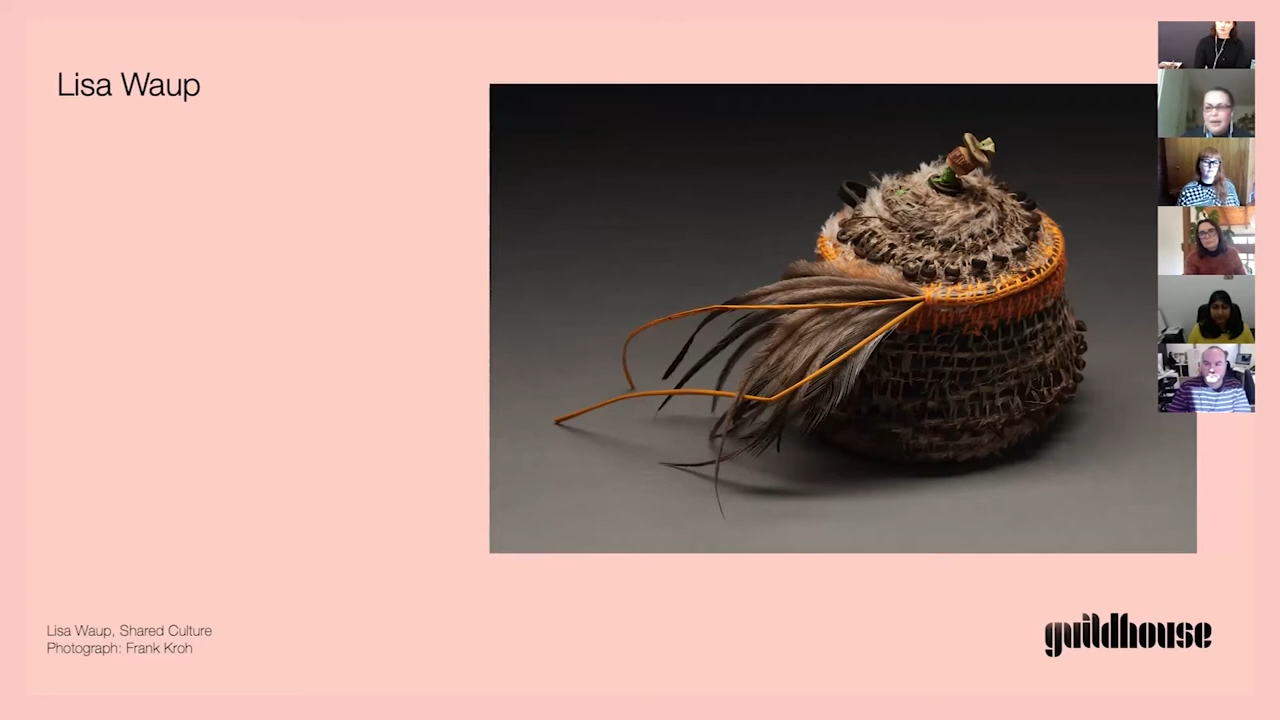 Lisa Waup
Lisa Waup, Shared Culture
Photograph: Frank Kroh
guildhouse